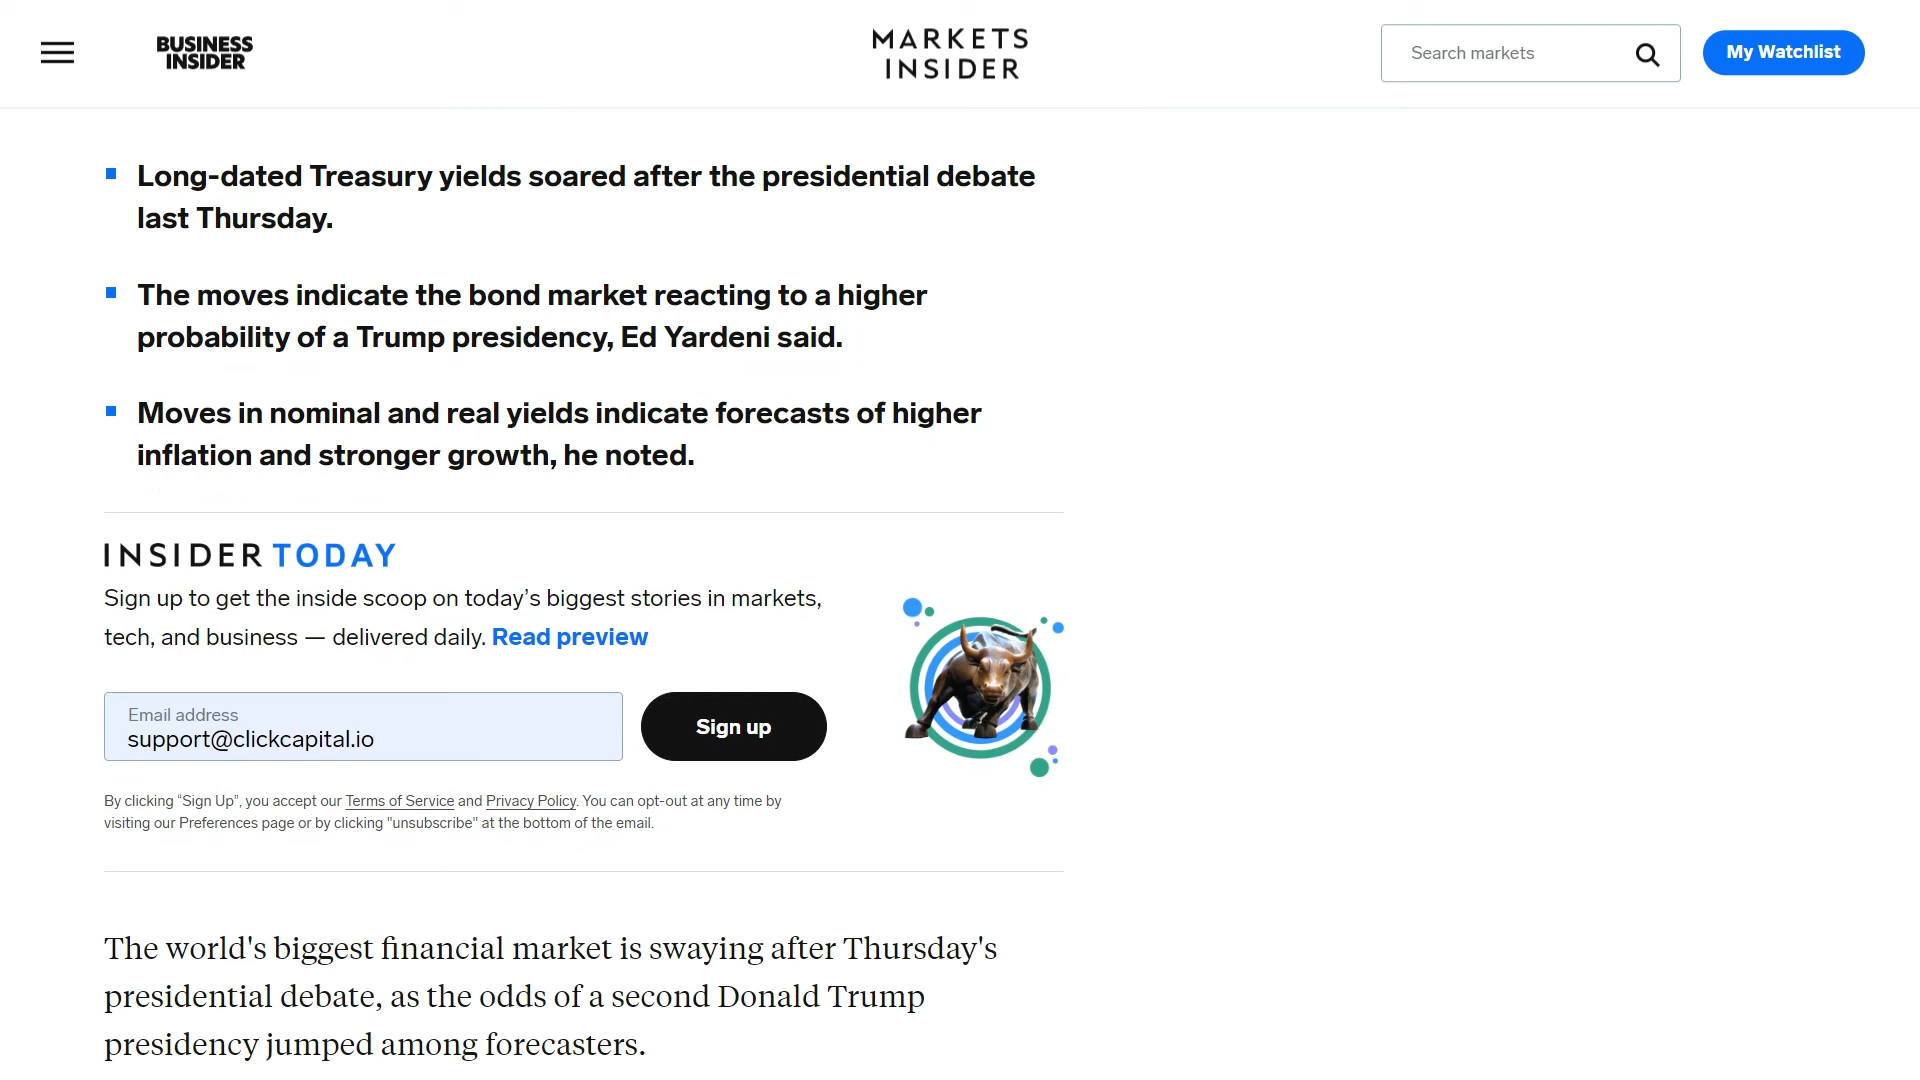 BUSINESS
INSIDER
MARKETS
INSIDER
Search markets
My Watchlist
Long-dated Treasury yields soared after the presidential debate
last Thursday.
The moves indicate the bond market reacting to a higher
probability of a Trump presidency, Ed Yardeni said.
Moves in nominal and real yields indicate forecasts of higher
inflation and stronger growth, he noted.
INSIDER TODAY
Sign up to get the inside scoop on today’s biggest stories in markets,
tech, and business — delivered daily. Read preview
Email address
support@clickcapital.io
Sign up
By clicking “Sign Up”, you accept our Terms of Service and Privacy Policy. You can opt-out at any time by
visiting our Preferences page or by clicking "unsubscribe" at the bottom of the email.
The world's biggest financial market is swaying after Thursday's
presidential debate, as the odds of a second Donald Trump
presidency jumped among forecasters.